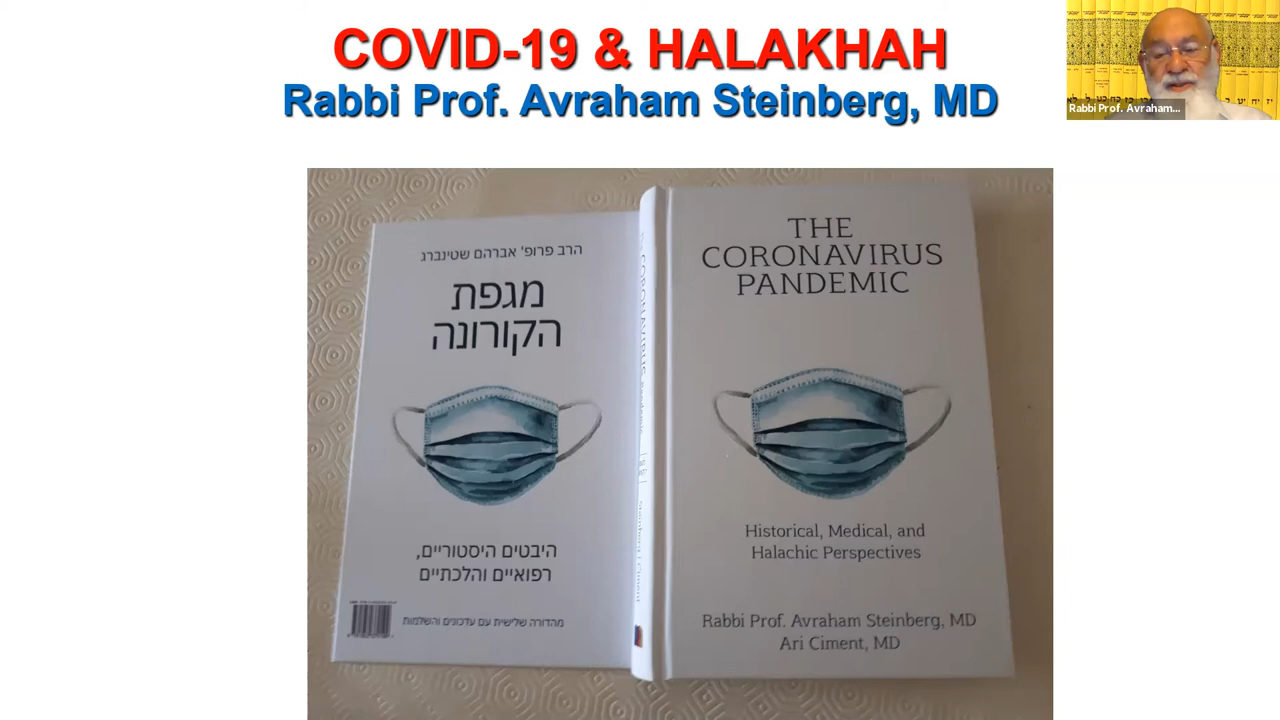 COVID-19 & HALAKHAH
Rabbi Prof. Avraham Steinberg, MD
Rabbi Prof. Avraham...
הרב פרופ' אברהם שטינברג
מגפת
הקורונה
היבטים היסטוריים,
רפואיים והלכתיים
מהדורה שלישית עם עדכונים והשלמות
THE
CORONAVIRUS
PANDEMIC
Historical, Medical, and
Halachic Perspectives
Rabbi Prof. Avraham Steinberg, MD
Ari Ciment, MD